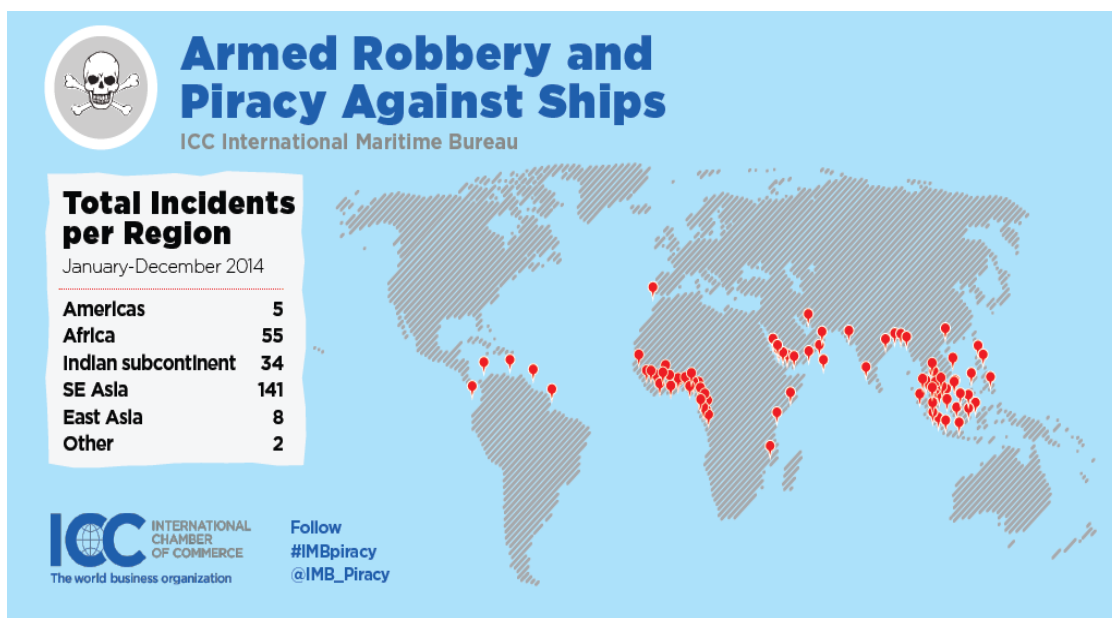 Armed Robbery and
Piracy Against Ships
ICC International Maritime Bureau
Total Incidents
per Region
January-December 2014
Americas 5
Africa 55
Indian subcontinent 34
SE Asia 141
East Asia 8
Other 2
ICC INTERNATIONAL
CHAMBER
OF COMMERCE
The world business organization
Follow
#IMBpiracy
@IMB_Piracy